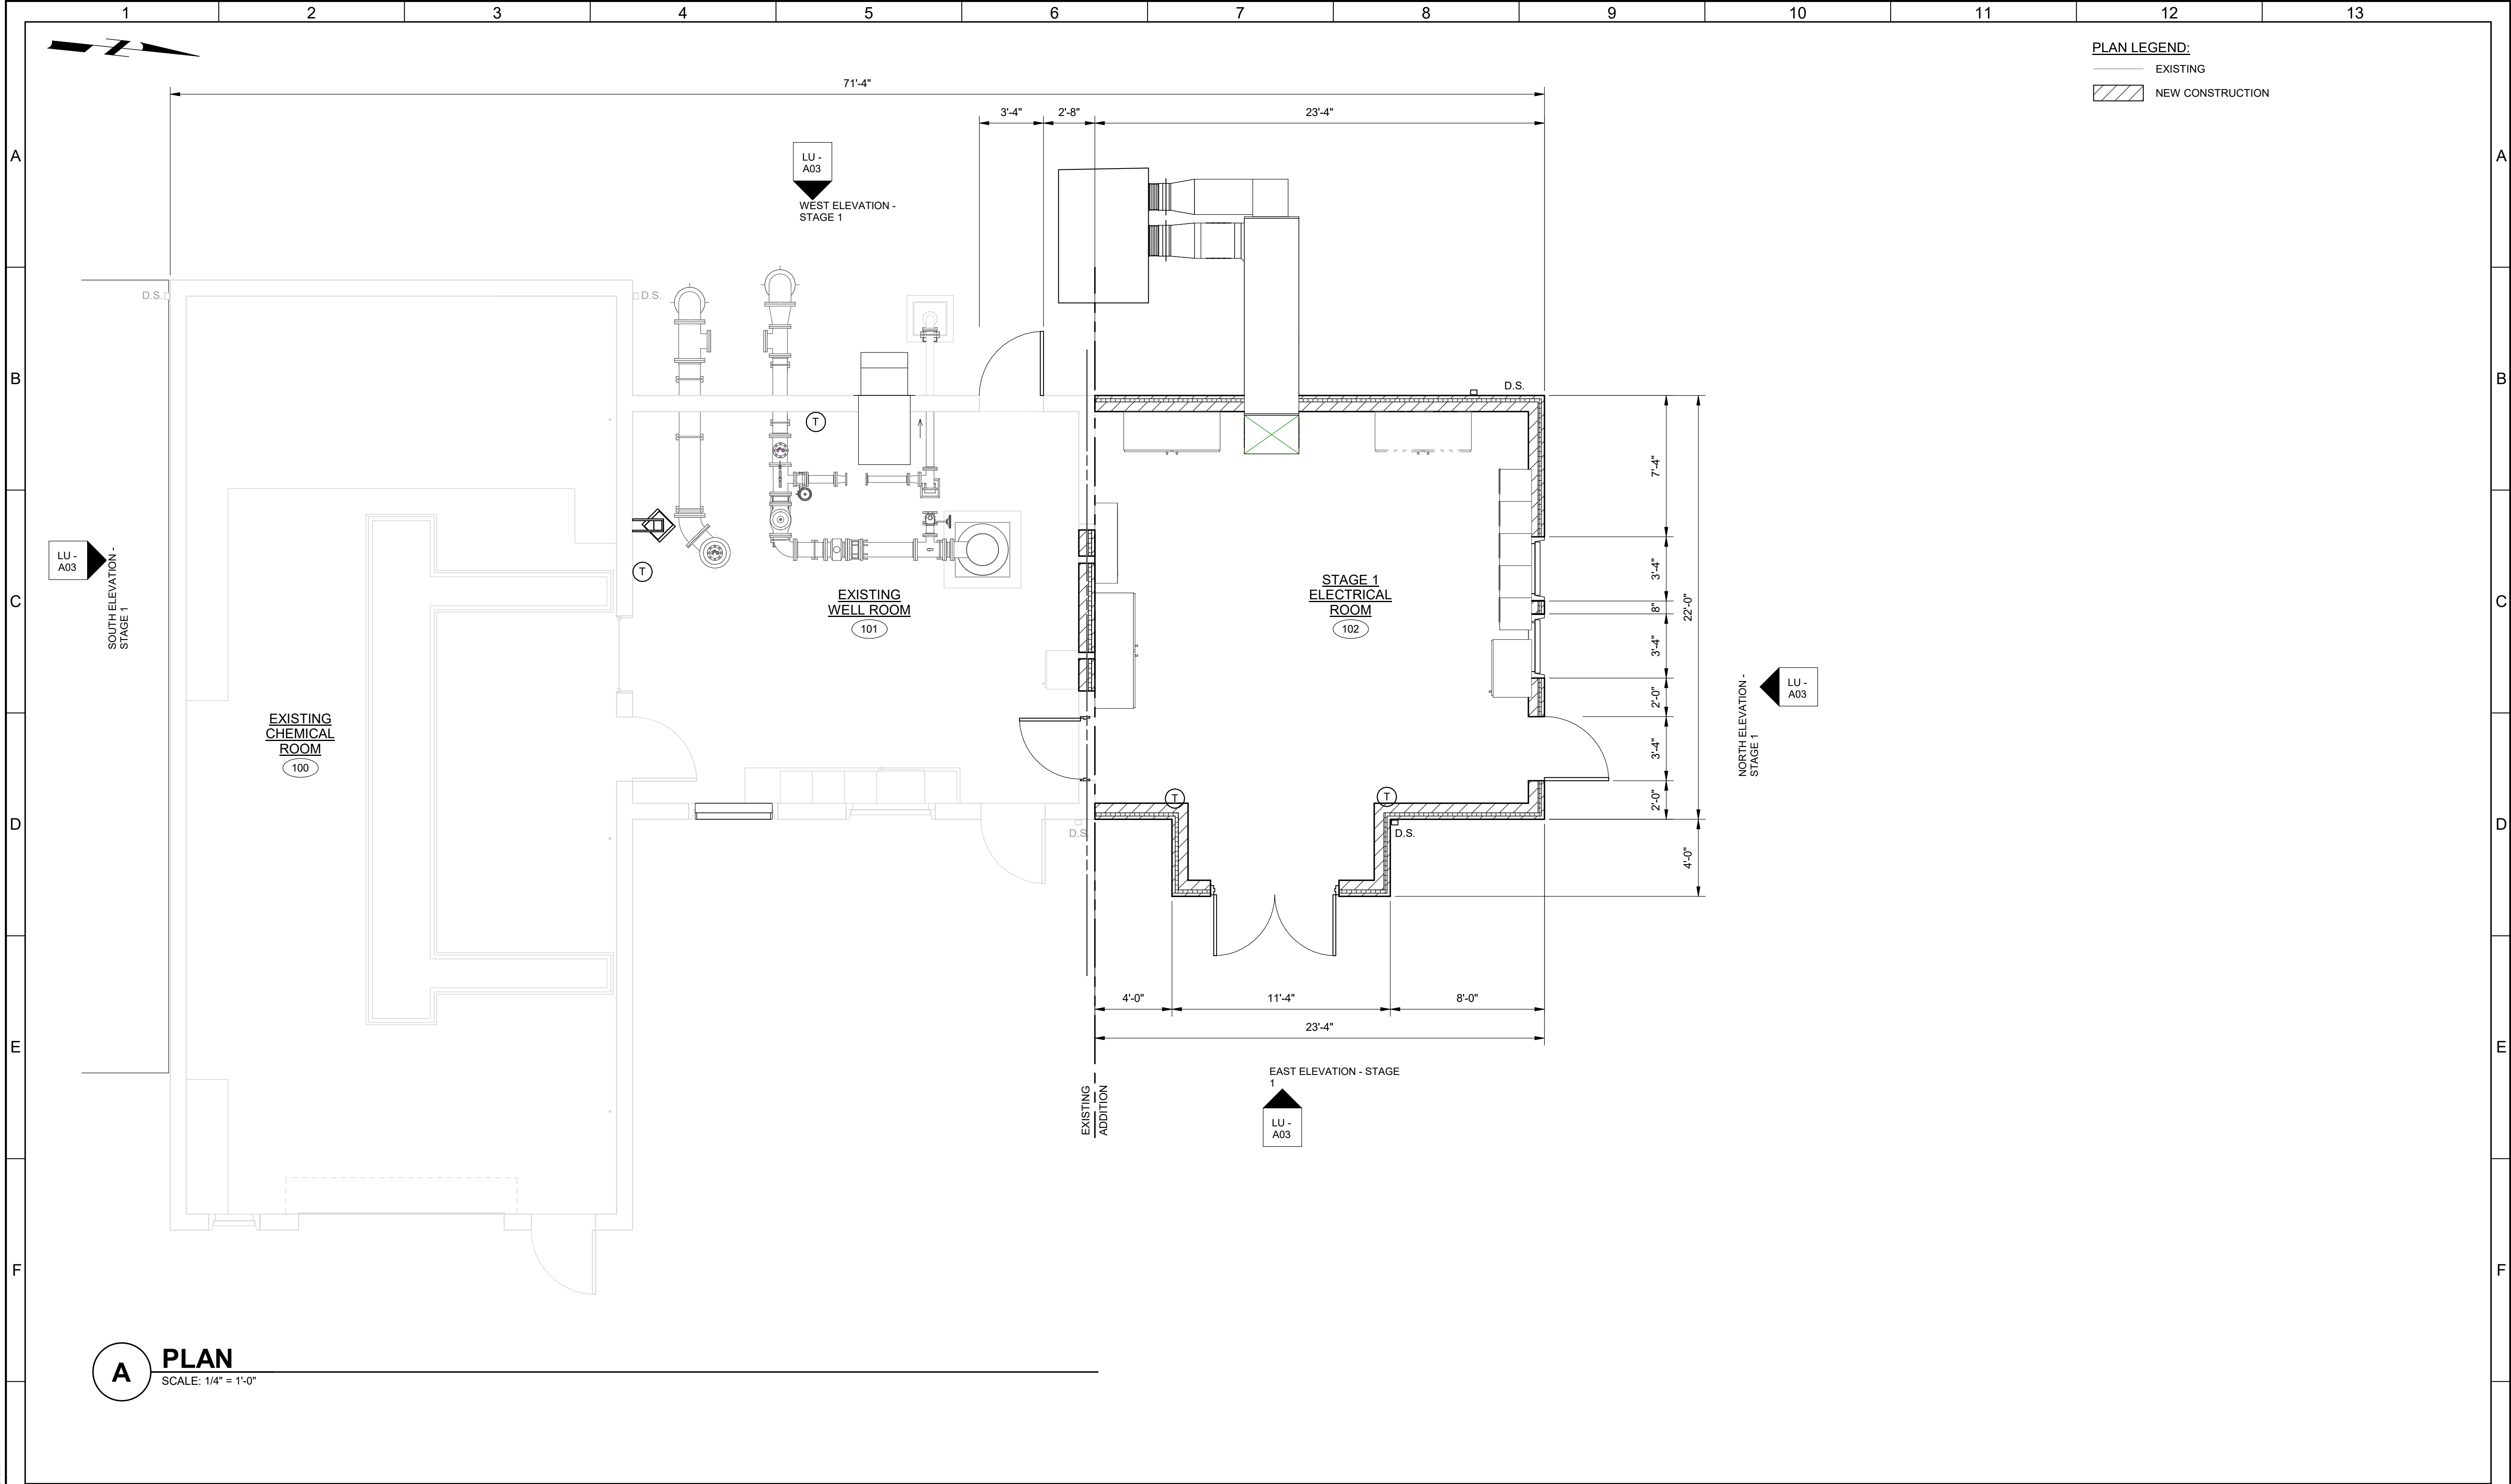 1 2 3 4 5 6 7 8 9 10 11 12 13
PLAN LEGEND:
EXISTING
NEW CONSTRUCTION
71'-4"
3'-4" 2'-8" 23'-4"
A A
LU -
A03
WEST ELEVATION -
STAGE 1
D.S. D.S.
B B
D.S.
T
7'-4"
LU -
A03
SOUTH ELEVATION -
STAGE 1
T
3'-4"
C C
EXISTING
WELL ROOM
101
STAGE 1
ELECTRICAL
ROOM
102
8"
22'-0"
3'-4"
2'-0"
NORTH ELEVATION -
STAGE 1
LU -
A03
EXISTING
CHEMICAL
ROOM
100
3'-4"
T T
2'-0"
D D
D.S. D.S.
4'-0"
4'-0" 11'-4" 8'-0"
23'-4"
E E
EAST ELEVATION - STAGE
1
EXISTING
ADDITION
LU -
A03
F F
A
PLAN
SCALE: 1/4" = 1'-0"